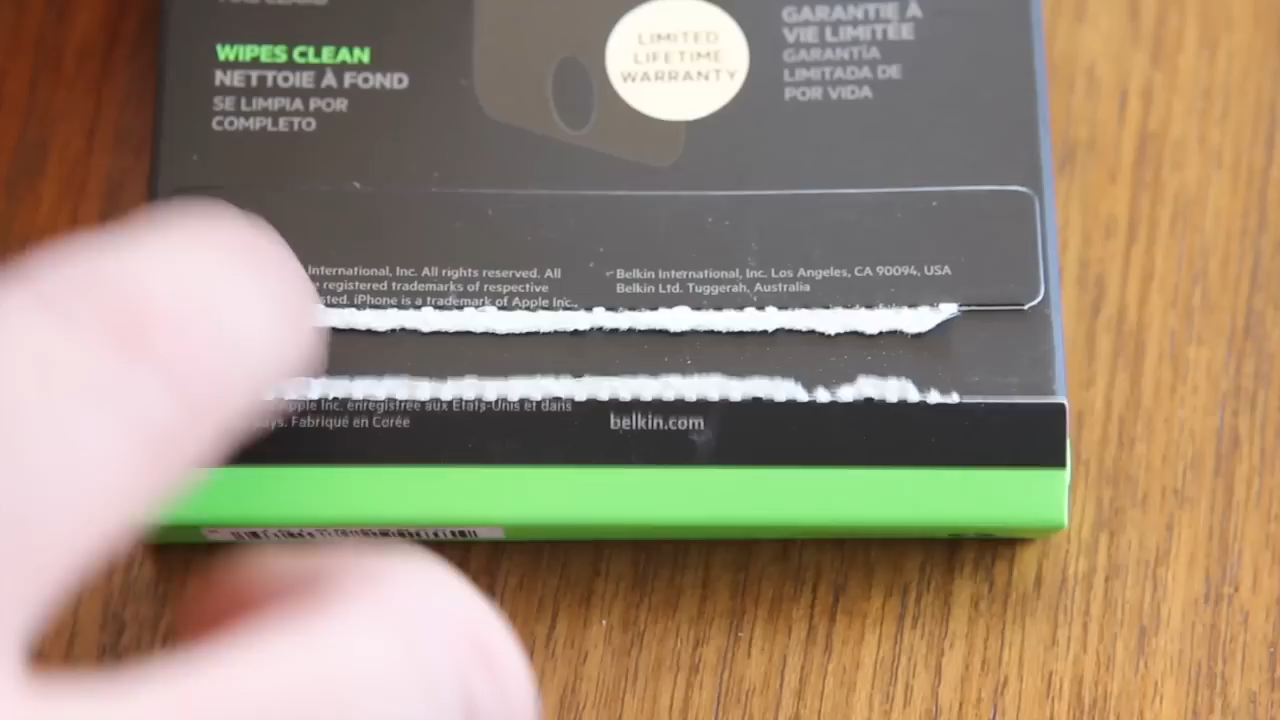 WIPES CLEAN
NETTOIE À FOND
SE LIMPIA POR
COMPLETO
LIMITED
LIFETIME
WARRANTY
GARANTIE À
VIE LIMITÉE
GARANTÍA
LIMITADA DE
POR VIDA
International, Inc. All rights reserved. All
registered trademarks of respective
iPhone is a trademark of Apple Inc.,
Belkin International, Inc. Los Angeles, CA 90094, USA
Belkin Ltd. Tuggerah, Australia
Inc. enregistrée aux États-Unis et dans
Fabriqué en Corée
belkin.com